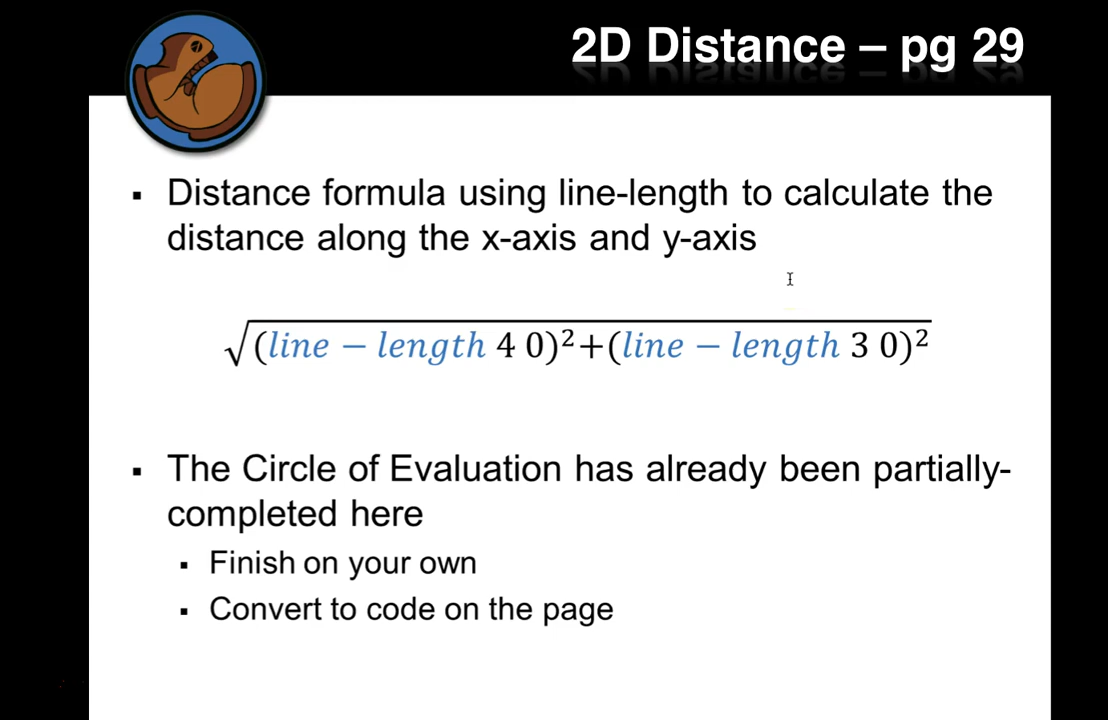 2D Distance – pg 29
▪ Distance formula using line-length to calculate the
distance along the x-axis and y-axis
√(line − length 4 0)²+(line − length 3 0)²
▪ The Circle of Evaluation has already been partially-
completed here
▪ Finish on your own
▪ Convert to code on the page